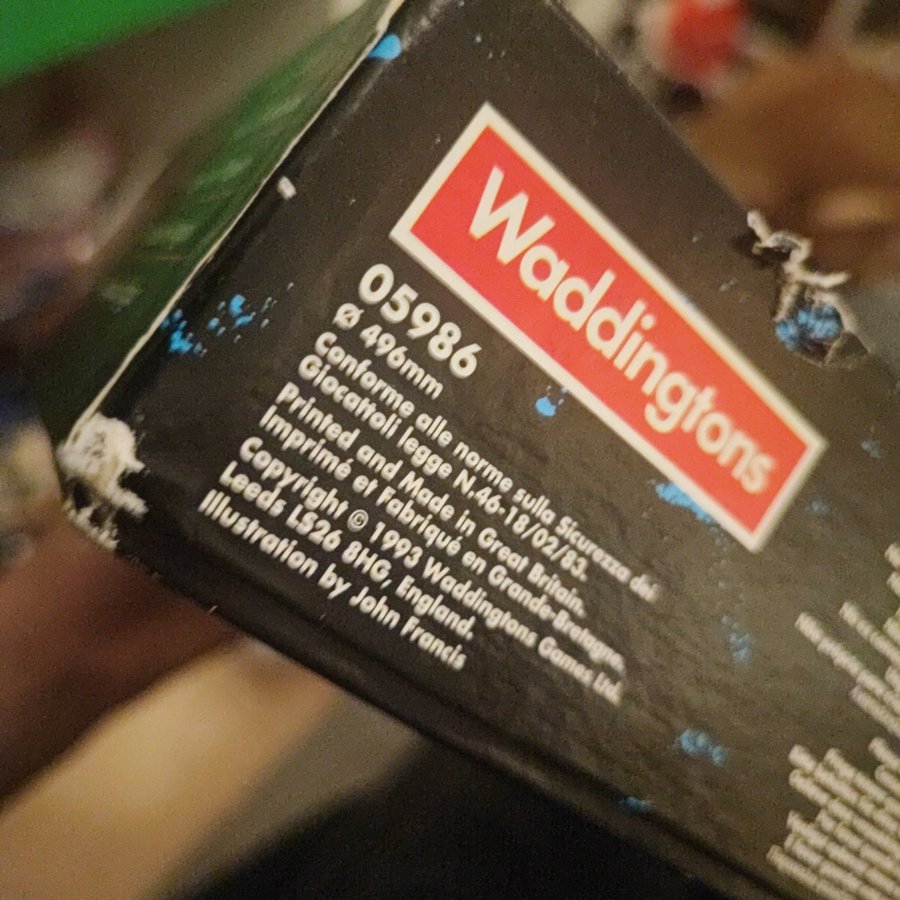 Waddingtons
05986
Ø 496mm
Conforme alle norme sulla Sicurezza dei
Giocattoli legge N.46-18/02/83.
Printed and Made in Great Britain.
Imprimé et Fabriqué en Grande-Bretagne.
Copyright © 1993 Waddingtons Games Ltd.
Leeds LS26 8HG, England.
Illustration by John Francis